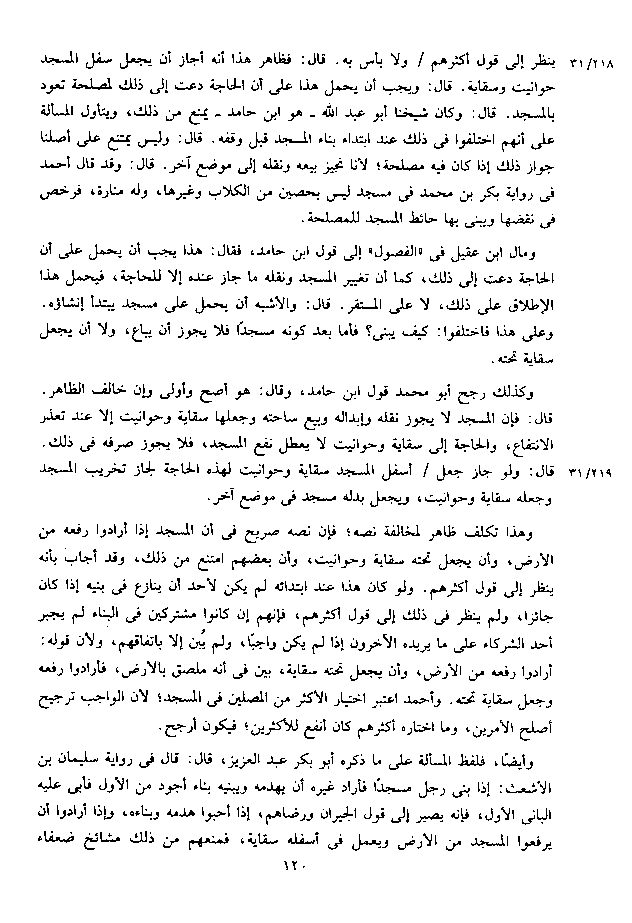 ٣١/٢١٨ ينظر إلى قول أكثرهم / ولا بأس به. قال: فظاهر هذا أنه أجاز أن يجعل سفل المسجد
حوانيت وسقاية. قال: ويجب أن يحمل هذا على أن الحاجة دعت إلى ذلك لمصلحة تعود
بالمسجد. قال: وكان شيخنا أبو عبد الله ـ هو ابن حامد ـ يمنع من ذلك، ويتأول المسألة
على أنهم اختلفوا فى ذلك عند ابتداء بناء المسجد قبل وقفه. قال: وليس يمتنع على أصلنا
جواز ذلك إذا كان فيه مصلحة؛ لأنا نجيز بيعه ونقله إلى موضع آخر. قال: وقد قال أحمد
فى رواية بكر بن محمد فى مسجد ليس بحصين من الكلاب وغيرها، وله منارة، فرخص
فى نقضها ويبنى بها حائط المسجد للمصلحة.
ومال ابن عقيل فى «الفصول» إلى قول ابن حامد، فقال: هذا يجب أن يحمل على أن
الحاجة دعت إلى ذلك، كما أن تغيير المسجد ونقله ما جاز عنده إلا للحاجة، فيحمل هذا
الإطلاق على ذلك، لا على المستقر. قال: والأشبه أن يحمل على مسجد يبتدأ إنشاؤه.
وعلى هذا فاختلفوا: كيف يبنى؟ فأما بعد كونه مسجدًا فلا يجوز أن يباع، ولا أن يجعل
سقاية تحته.
وكذلك رجح أبو محمد قول ابن حامد، وقال: هو أصح وأولى وإن خالف الظاهر.
قال: فإن المسجد لا يجوز نقله وإبداله وبيع ساحته وجعلها سقاية وحوانيت إلا عند تعذر
الانتفاع، والحاجة إلى سقاية وحوانيت لا يعطل نفع المسجد، فلا يجوز صرفه فى ذلك.
٣١/٢١٩ قال: ولو جاز جعل / أسفل المسجد سقاية وحوانيت لهذه الحاجة لجاز تخريب المسجد
وجعله سقاية وحوانيت، ويجعل بدله مسجد فى موضع آخر.
وهذا تكلف ظاهر لمخالفة نصه؛ فإن نصه صريح فى أن المسجد إذا أرادوا رفعه من
الأرض، وأن يجعل تحته سقاية وحوانيت، وأن بعضهم امتنع من ذلك، وقد أجاب بأنه
ينظر إلى قول أكثرهم. ولو كان هذا عند ابتدائه لم يكن لأحد أن ينازع فى بنيه إذا كان
جائزا، ولم ينظر فى ذلك إلى قول أكثرهم، فإنهم إن كانوا مشتركين فى البناء لم يجبر
أحد الشركاء على ما يريده الآخرون إذا لم يكن واجبًا، ولم يُبن إلا باتفاقهم، ولأن قوله:
أرادوا رفعه من الأرض، وأن يجعل تحته سقاية، بين فى أنه ملصق بالأرض، فأرادوا رفعه
وجعل سقاية تحته. وأحمد اعتبر اختيار الأكثر من المصلين فى المسجد؛ لأن الواجب ترجيح
أصلح الأمرين، وما اختاره أكثرهم كان أنفع للأكثرين؛ فيكون أرجح.
وأيضًا، فلفظ المسألة على ما ذكره أبو بكر عبد العزيز، قال: قال فى رواية سليمان بن
الأشعث: إذا بنى رجل مسجدًا فأراد غيره أن يهدمه ويبنيه بناء أجود من الأول فأبى عليه
البانى الأول، فإنه يصير إلى قول الجيران ورضاهم، إذا أحبوا هدمه وبناءه، وإذا أرادوا أن
يرفعوا المسجد من الأرض ويعمل فى أسفله سقاية، فمنعهم من ذلك مشائخ ضعفاء
١٢٠